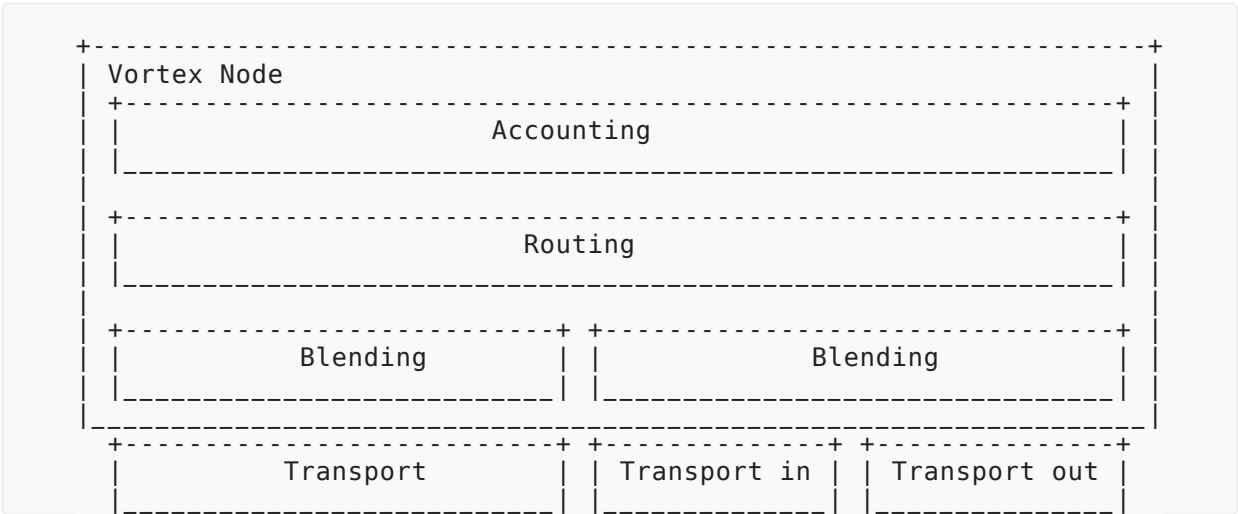 Vortex Node
Accounting
Routing
Blending Blending
Transport Transport in Transport out